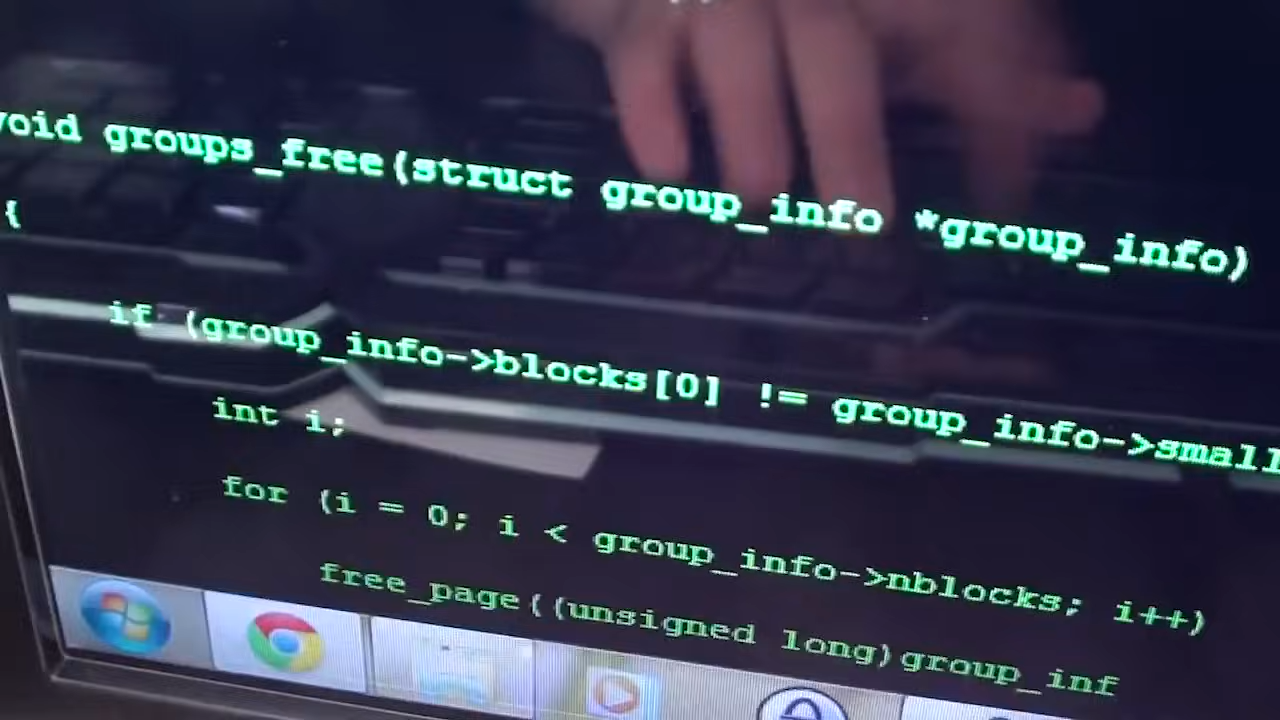 void groups_free(struct group_info *group_info)
{
if (group_info->blocks[0] != group_info->small
int i;
for (i = 0; i < group_info->nblocks; i++)
free_page((unsigned long)group_inf